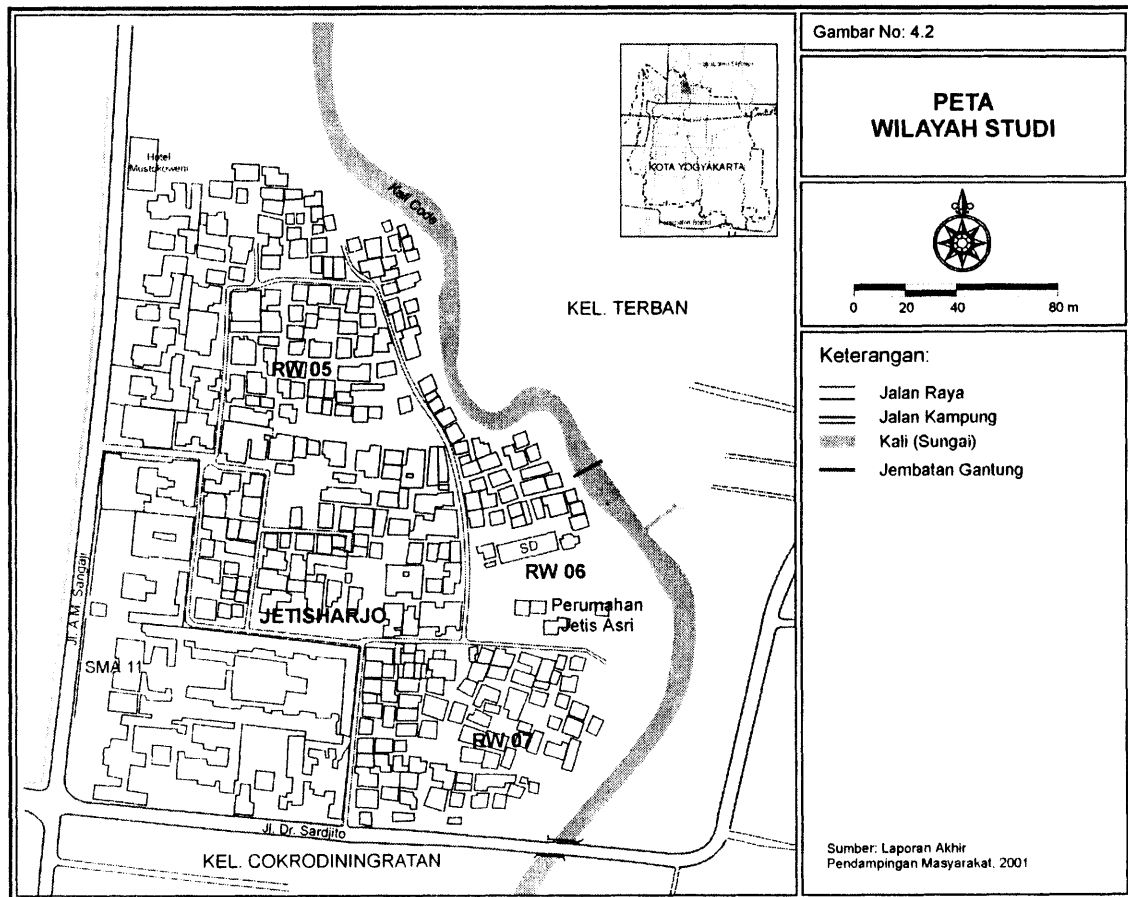 Gambar No: 4.2
PETA
WILAYAH STUDI
0 20 40 80 m
Keterangan:
Jalan Raya
Jalan Kampung
Kali (Sungai)
Jembatan Gantung
Sumber: Laporan Akhir
Pendampingan Masyarakat, 2001
KOTA YOGYAKARTA
Hotel
Mustokoweni
Kali Code
KEL. TERBAN
RW 05
SD
RW 06
Perumahan
Jetis Asri
JETISHARJO
Jl. A.M. Sangaji
SMA 11
RW 07
Jl. Dr. Sardjito
KEL. COKRODININGRATAN